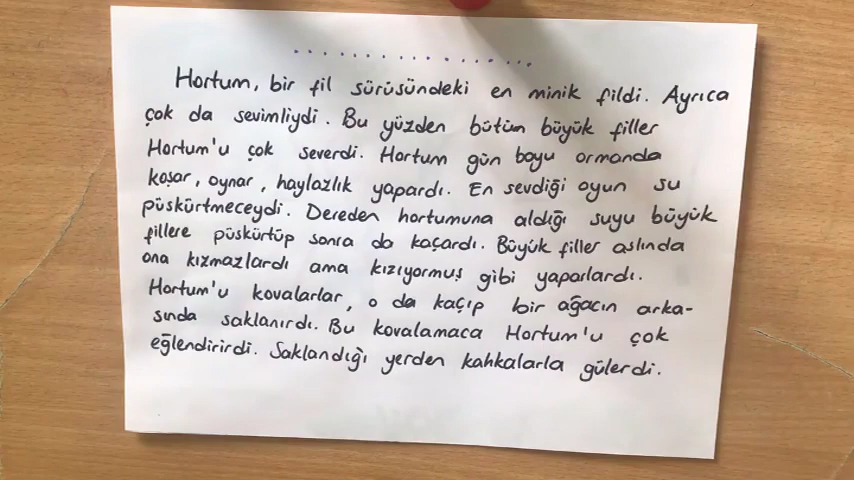 Hortum, bir fil sürüsündeki en minik fildi. Ayrıca
çok da sevimliydi. Bu yüzden bütün büyük filler
Hortum'u çok severdi. Hortum gün boyu ormanda
koşar, oynar, haylazlık yapardı. En sevdiği oyun su
püskürtmeceydi. Dereden hortumuna aldığı suyu büyük
fillere püskürtüp sonra da kaçardı. Büyük filler aslında
ona kızmazlardı ama kızıyormuş gibi yaparlardı.
Hortum'u kovalarlar, o da kaçıp bir ağacın arka-
sında saklanırdı. Bu kovalamaca Hortum'u çok
eğlendirirdi. Saklandığı yerden kahkalarla gülerdi.